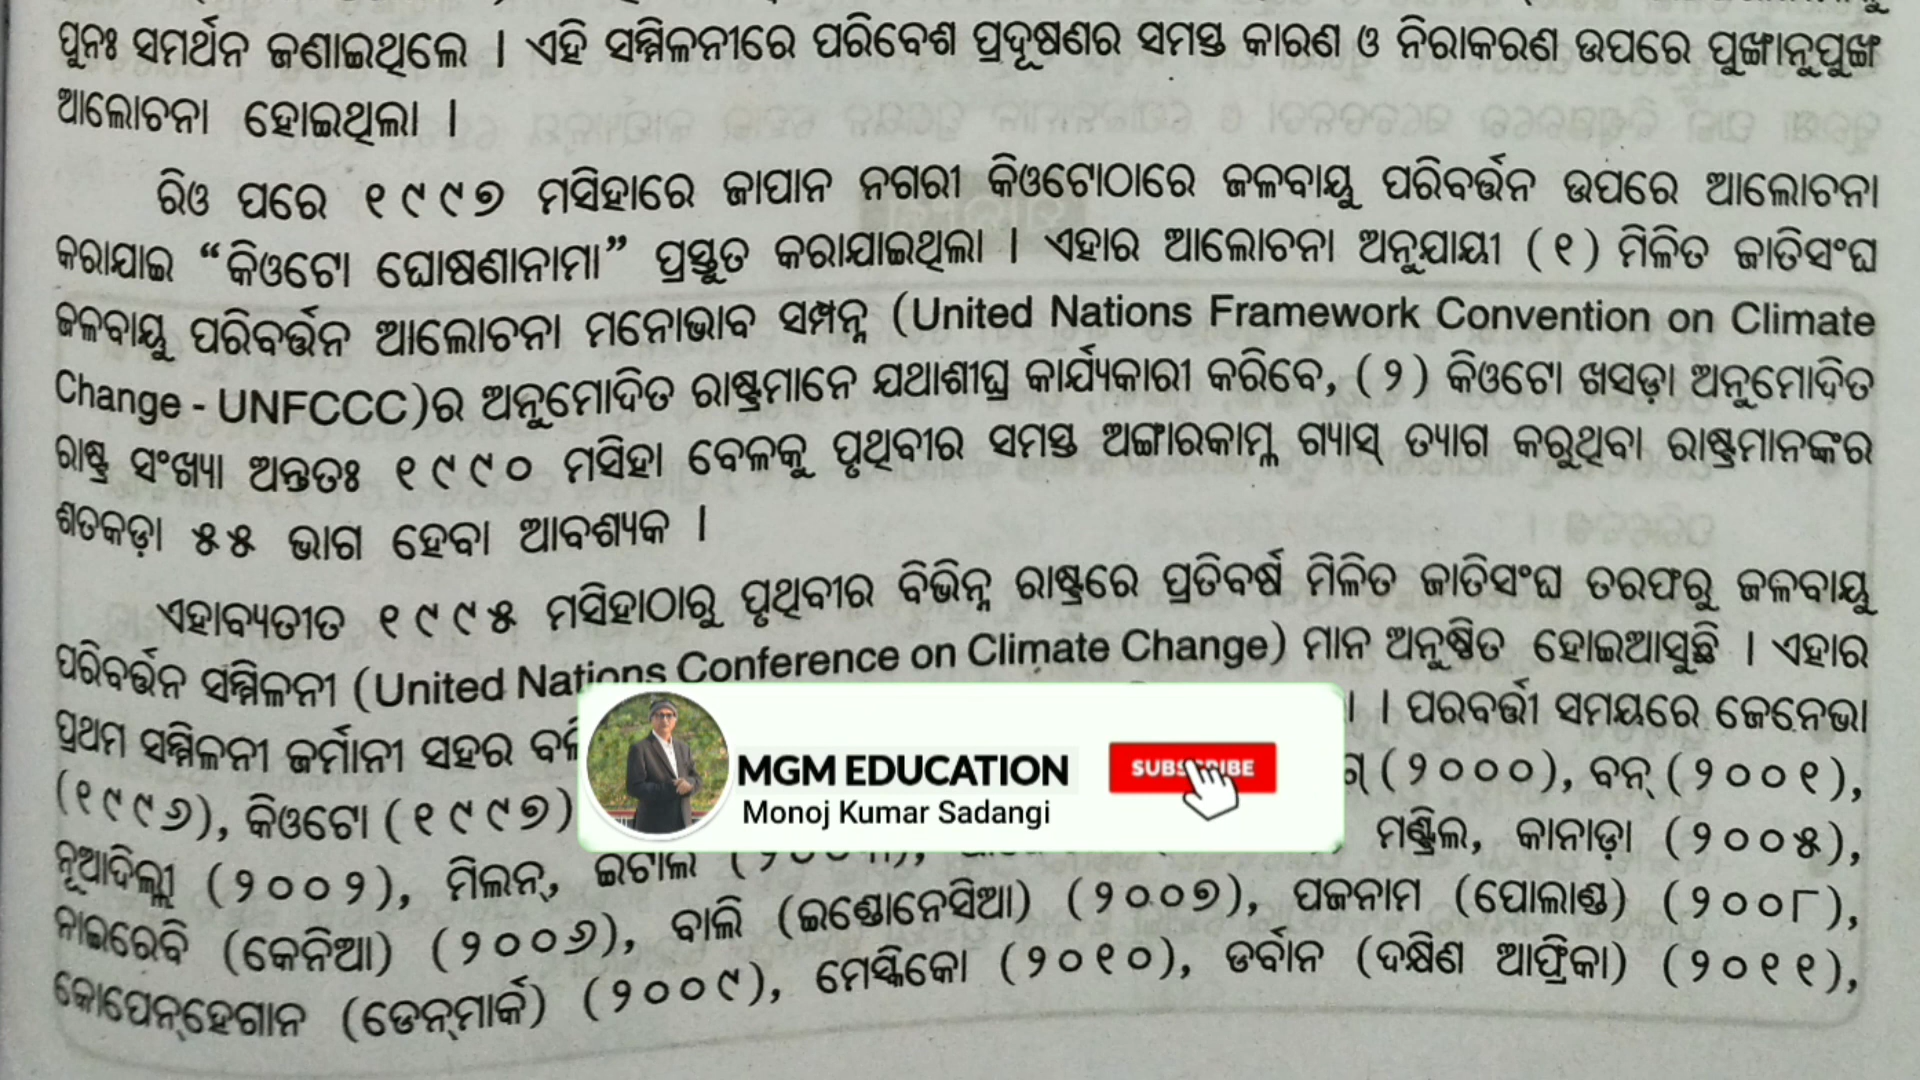 ପୁନଃ ସମର୍ଥନ ଜଣାଇଥିଲେ । ଏହି ସମ୍ମିଳନୀରେ ପରିବେଶ ପ୍ରଦୂଷଣର ସମସ୍ତ କାରଣ ଓ ନିରାକରଣ ଉପରେ ପୁଙ୍ଖାନୁପୁଙ୍ଖ
ଆଲୋଚନା ହୋଇଥିଲା ।
ରିଓ ପରେ ୧୯୯୭ ମସିହାରେ ଜାପାନ ନଗରୀ କିଓଟୋଠାରେ ଜଳବାୟୁ ପରିବର୍ତ୍ତନ ଉପରେ ଆଲୋଚନା
କରାଯାଇ “କିଓଟୋ ଘୋଷଣାନାମା” ପ୍ରସ୍ତୁତ କରାଯାଇଥିଲା । ଏହାର ଆଲୋଚନା ଅନୁଯାୟୀ (୧) ମିଳିତ ଜାତିସଂଘ
ଜଳବାୟୁ ପରିବର୍ତ୍ତନ ଆଲୋଚନା ମନୋଭାବ ସମ୍ପନ୍ନ (United Nations Framework Convention on Climate
Change - UNFCCC)ର ଅନୁମୋଦିତ ରାଷ୍ଟ୍ରମାନେ ଯଥାଶୀଘ୍ର କାର୍ଯ୍ୟକାରୀ କରିବେ, (୨) କିଓଟୋ ଖସଡ଼ା ଅନୁମୋଦିତ
ରାଷ୍ଟ୍ର ସଂଖ୍ୟା ଅନ୍ତତଃ ୧୯୯୦ ମସିହା ବେଳକୁ ପୃଥିବୀର ସମସ୍ତ ଅଙ୍ଗାରକାମ୍ଳ ଗ୍ୟାସ୍ ତ୍ୟାଗ କରୁଥିବା ରାଷ୍ଟ୍ରମାନଙ୍କର
ଶତକଡ଼ା ୫୫ ଭାଗ ହେବା ଆବଶ୍ୟକ ।
ଏହାବ୍ୟତୀତ ୧୯୯୫ ମସିହାଠାରୁ ପୃଥିବୀର ବିଭିନ୍ନ ରାଷ୍ଟ୍ରରେ ପ୍ରତିବର୍ଷ ମିଳିତ ଜାତିସଂଘ ତରଫରୁ ଜଳବାୟୁ
ପରିବର୍ତ୍ତନ ସମ୍ମିଳନୀ (United Nations Conference on Climate Change) ମାନ ଅନୁଷ୍ଠିତ ହୋଇଆସୁଛି । ଏହାର
ପ୍ରଥମ ସମ୍ମିଳନୀ ଜର୍ମାନୀ ସହର । ପରବର୍ତ୍ତୀ ସମୟରେ ଜେନେଭା
(୧୯୯୬), କିଓଟୋ (୧୯୯୭) (୨୦୦୦), ବନ୍ (୨୦୦୧),
ନୂଆଦିଲ୍ଲୀ (୨୦୦୨), ମିଲନ୍, ଇଟାଲୀ ମଣ୍ଟ୍ରିଲ, କାନାଡ଼ା (୨୦୦୫),
ନାଇରେବି (କେନିଆ) (୨୦୦୬), ବାଲି (ଇଣ୍ଡୋନେସିଆ) (୨୦୦୭), ପଜନାମ (ପୋଲାଣ୍ଡ) (୨୦୦୮),
କୋପେନ୍‌ହେଗାନ (ଡେନ୍‌ମାର୍କ) (୨୦୦୯), ମେସ୍କିକୋ (୨୦୧୦), ଡର୍ବାନ (ଦକ୍ଷିଣ ଆଫ୍ରିକା) (୨୦୧୧),
MGM EDUCATION
Monoj Kumar Sadangi
SUBSCRIBE